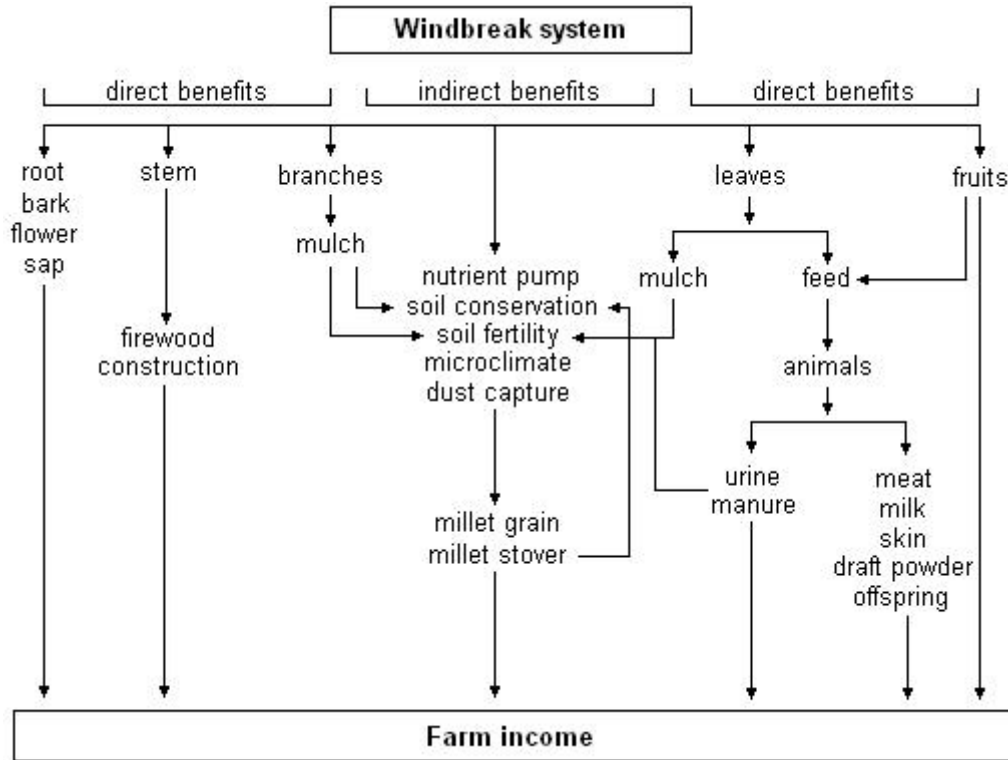 Windbreak system
direct benefits
indirect benefits
direct benefits
root
bark
flower
sap
stem
branches
leaves
fruits
mulch
nutrient pump
soil conservation
soil fertility
microclimate
dust capture
mulch
feed
firewood
construction
animals
urine
manure
meat
milk
skin
draft powder
offspring
millet grain
millet stover
Farm income